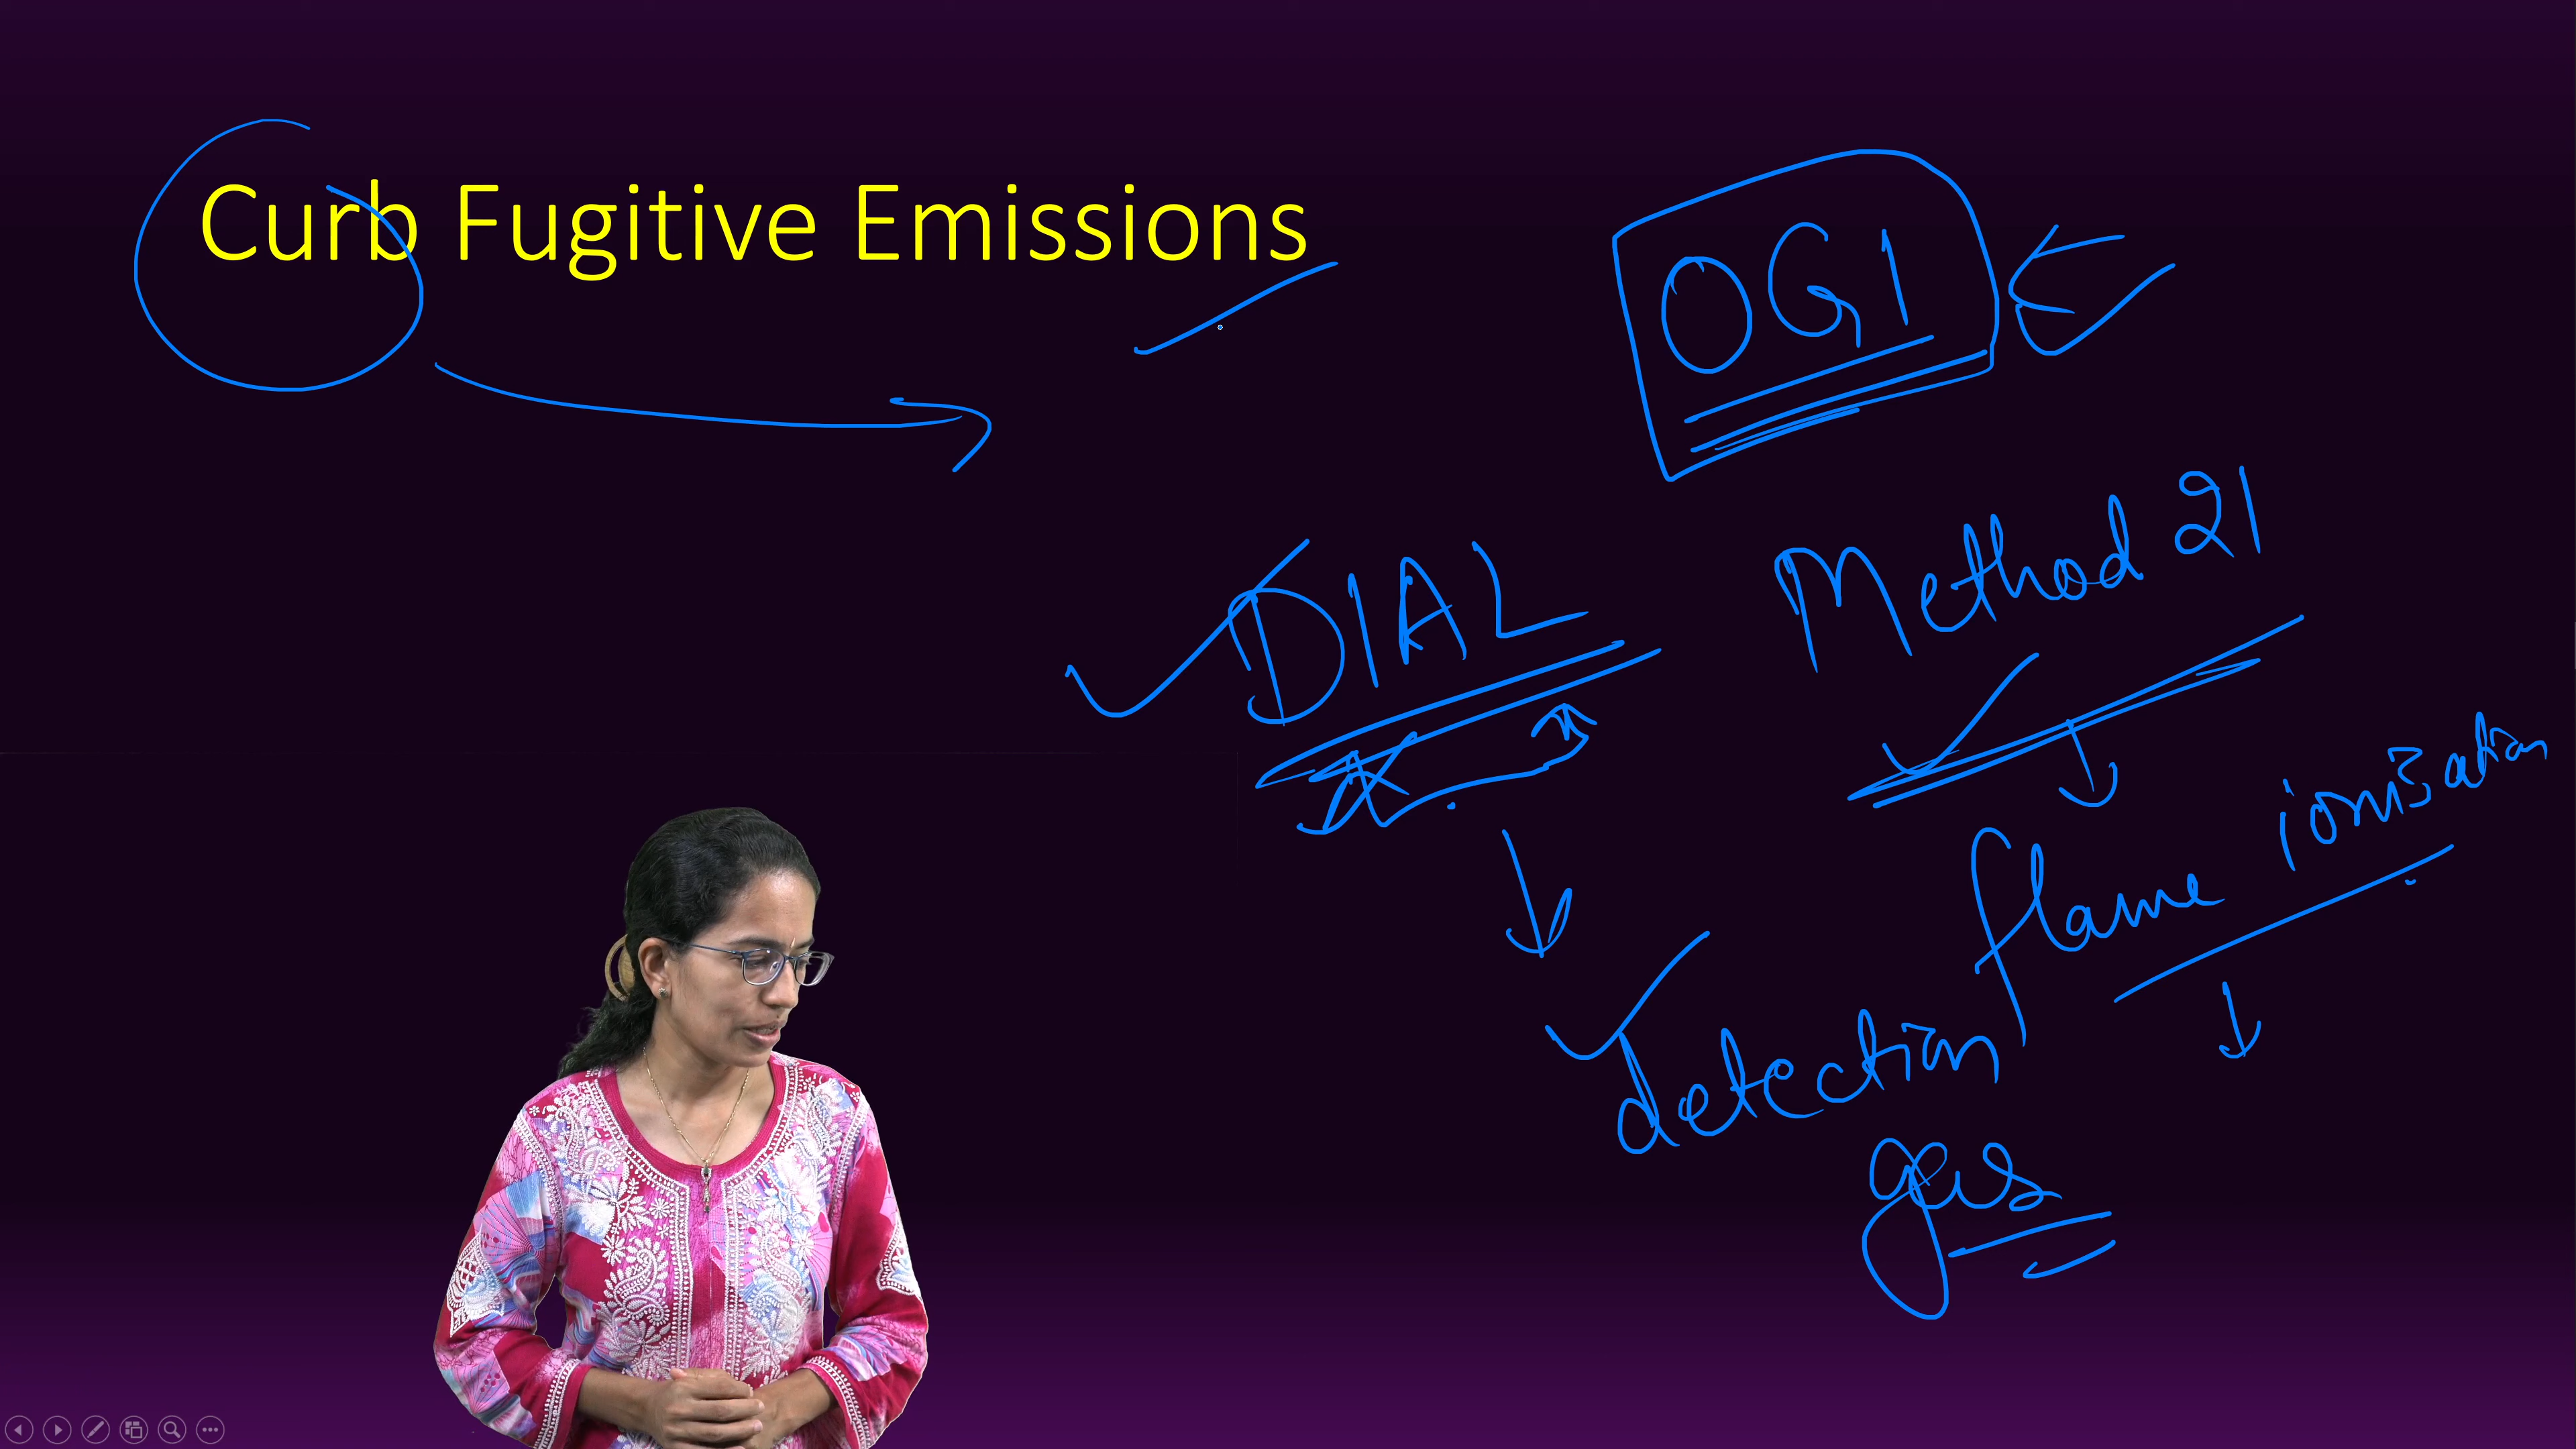 Curb Fugitive Emissions
OGI
DIAL
Method 21
flame ionisation
detection
gas